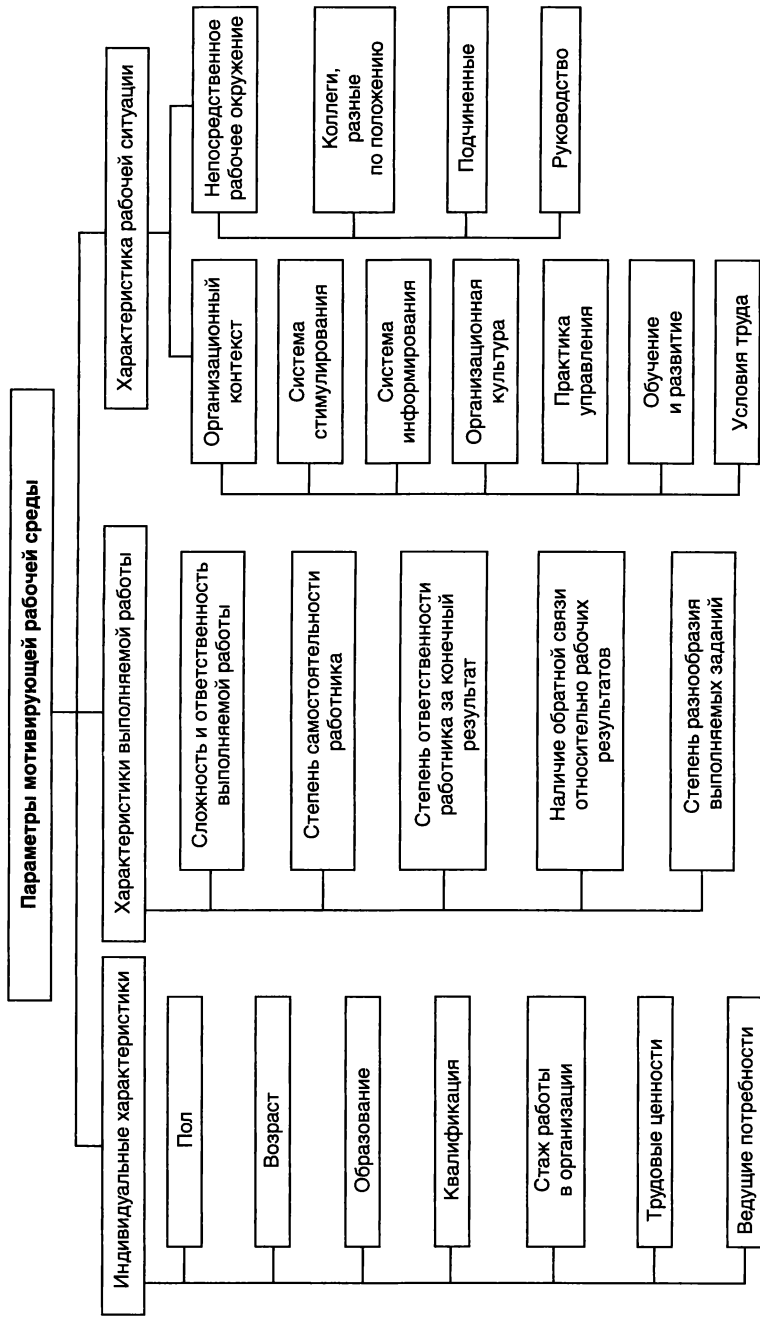 Параметры мотивирующей рабочей среды
Индивидуальные характеристики
Пол
Возраст
Образование
Квалификация
Стаж работы
в организации
Трудовые ценности
Ведущие потребности
Характеристики выполняемой работы
Сложность и ответственность
выполняемой работы
Степень самостоятельности
работника
Степень ответственности
работника за конечный
результат
Наличие обратной связи
относительно рабочих
результатов
Степень разнообразия
выполняемых заданий
Характеристика рабочей ситуации
Организационный
контекст
Система
стимулирования
Система
информирования
Организационная
культура
Практика
управления
Обучение
и развитие
Условия труда
Непосредственное
рабочее окружение
Коллеги,
разные
по положению
Подчиненные
Руководство